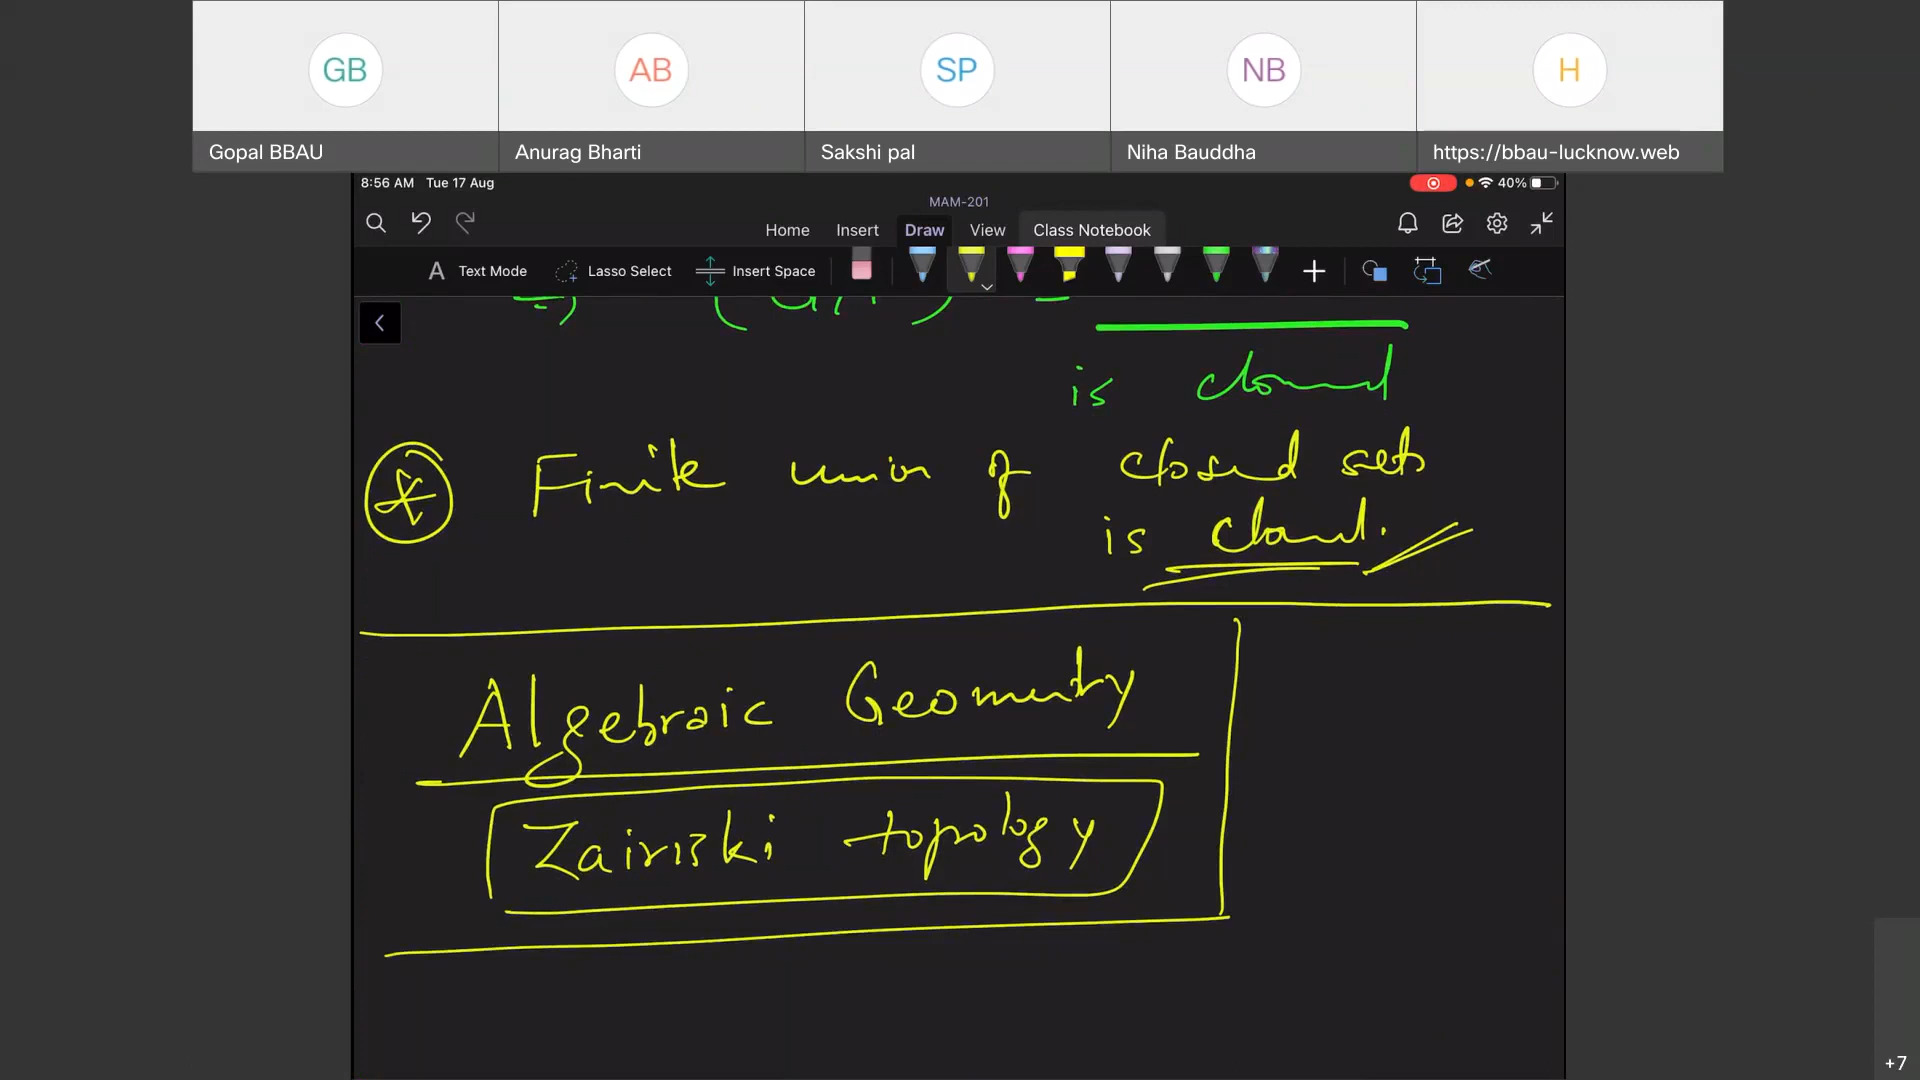 GB
AB
SP
NB
H
Gopal BBAU
Anurag Bharti
Sakshi pal
Niha Bauddha
https://bbau-lucknow.web
8:56 AM Tue 17 Aug
40%
MAM-201
Home Insert Draw View Class Notebook
A Text Mode Lasso Select Insert Space
is closed
Finite union of closed sets
is closed.
Algebraic Geometry
Zairiski topology
+7